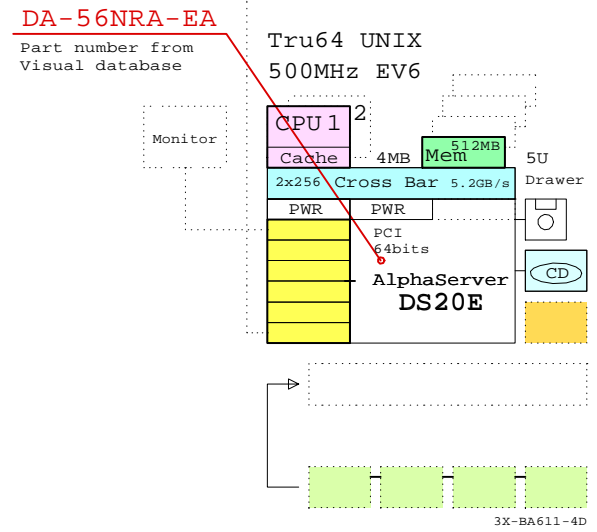 DA-56NRA-EA
Part number from
Visual database
Tru64 UNIX
500MHz EV6
2
CPU 1
Monitor
512MB
Cache 4MB Mem 5U
2x256 Cross Bar 5.2GB/s Drawer
PWR PWR
PCI
64bits
AlphaServer CD
DS20E
3X-BA611-4D